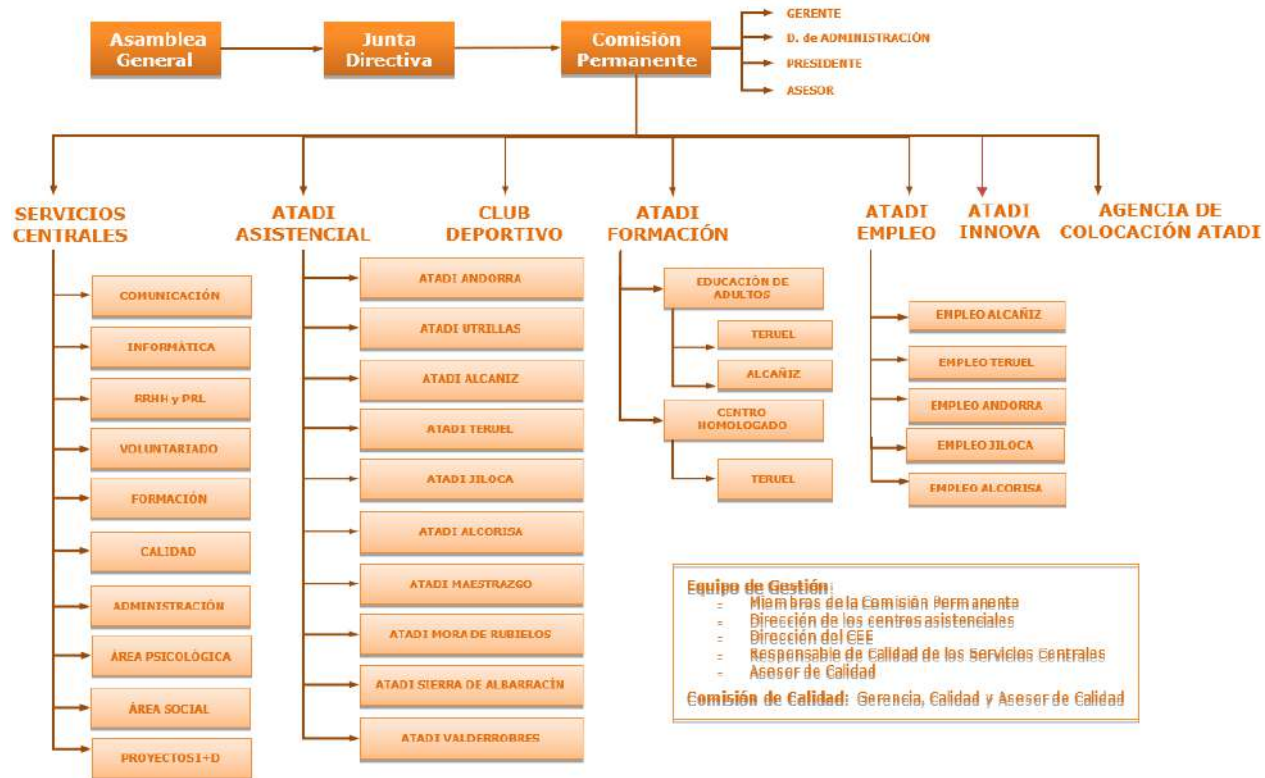 Asamblea
General
Junta
Directiva
Comisión
Permanente
GERENTE
D. de ADMINISTRACIÓN
PRESIDENTE
ASESOR
SERVICIOS
CENTRALES
ATADI
ASISTENCIAL
CLUB
DEPORTIVO
ATADI
FORMACIÓN
ATADI
EMPLEO
ATADI
INNOVA
AGENCIA DE
COLOCACIÓN ATADI
COMUNICACIÓN
INFORMÁTICA
RRHH y PRL
VOLUNTARIADO
FORMACIÓN
CALIDAD
ADMINISTRACIÓN
ÁREA PSICOLÓGICA
ÁREA SOCIAL
PROYECTOS I+D
ATADI ANDORRA
ATADI UTRILLAS
ATADI ALCAÑIZ
ATADI TERUEL
ATADI JILOCA
ATADI ALCORISA
ATADI MAESTRAZGO
ATADI MORA DE RUBIELOS
ATADI SIERRA DE ALBARRACÍN
ATADI VALDERROBRES
EDUCACIÓN DE
ADULTOS
TERUEL
ALCAÑIZ
CENTRO
HOMOLOGADO
TERUEL
EMPLEO ALCAÑIZ
EMPLEO TERUEL
EMPLEO ANDORRA
EMPLEO JILOCA
EMPLEO ALCORISA
Equipo de Gestión:
- Miembros de la Comisión Permanente
- Dirección de los centros asistenciales
- Dirección del CEE
- Responsable de Calidad de los Servicios Centrales
- Asesor de Calidad
Comisión de Calidad: Gerencia, Calidad y Asesor de Calidad